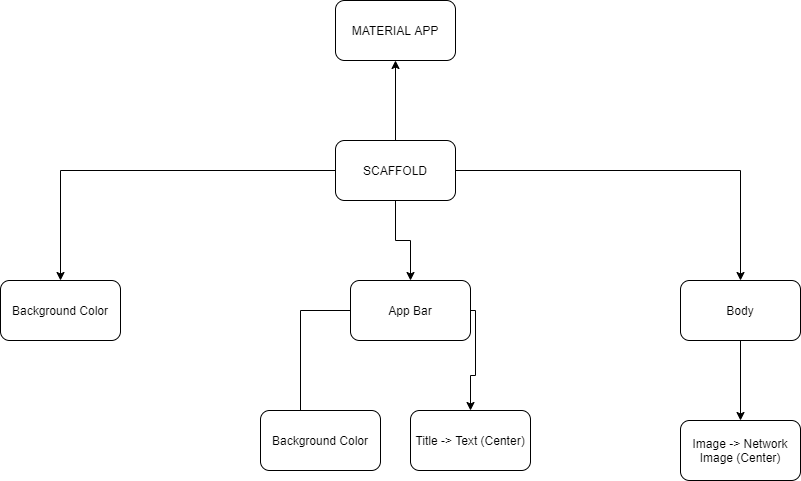 MATERIAL APP
SCAFFOLD
Background Color
App Bar
Body
Background Color
Title -> Text (Center)
Image -> Network
Image (Center)